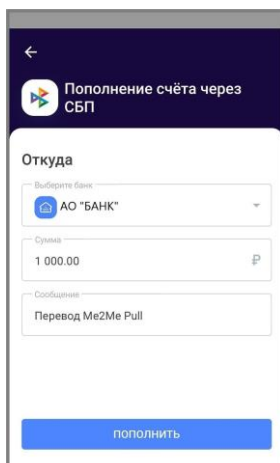 Пополнение счёта через
СБП
Откуда
Выберите банк
АО "БАНК"
Сумма
1 000.00 ₽
Сообщения
Перевод Me2Me Pull
ПОПОЛНИТЬ